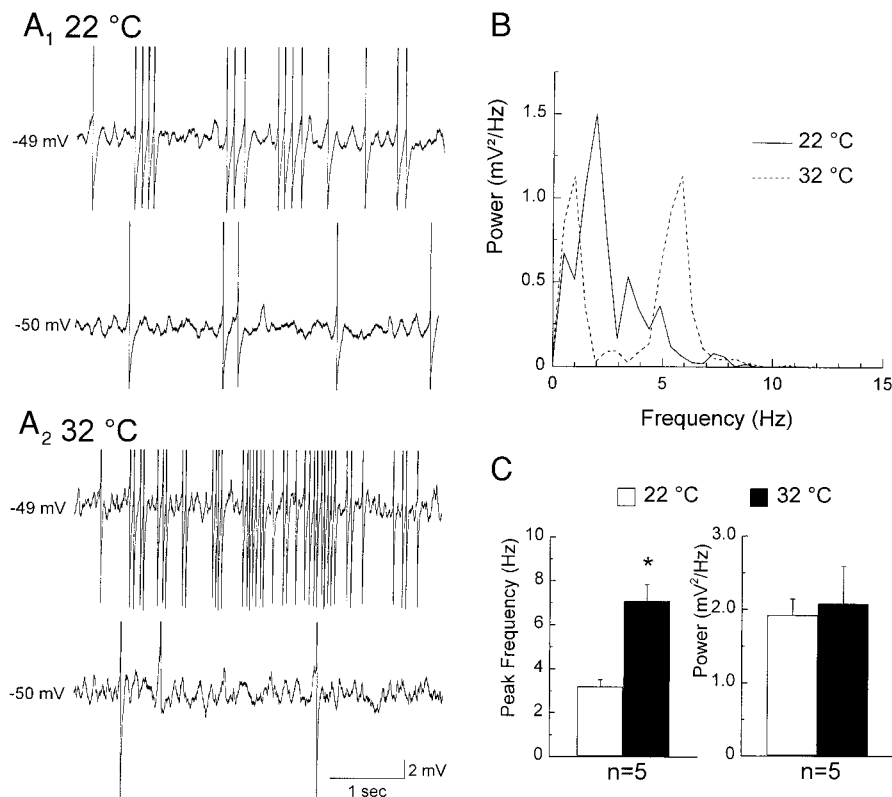 A₁ 22 °C
-49 mV
-50 mV
A₂ 32 °C
-49 mV
-50 mV
2 mV
1 sec
B
Power (mV²/Hz)
1.5
1.0
0.5
0
0
5
10
15
Frequency (Hz)
22 °C
32 °C
C
22 °C
32 °C
Peak Frequency (Hz)
10
8
6
4
2
0
*
n=5
Power (mV²/Hz)
3.0
2.0
1.0
0.0
n=5